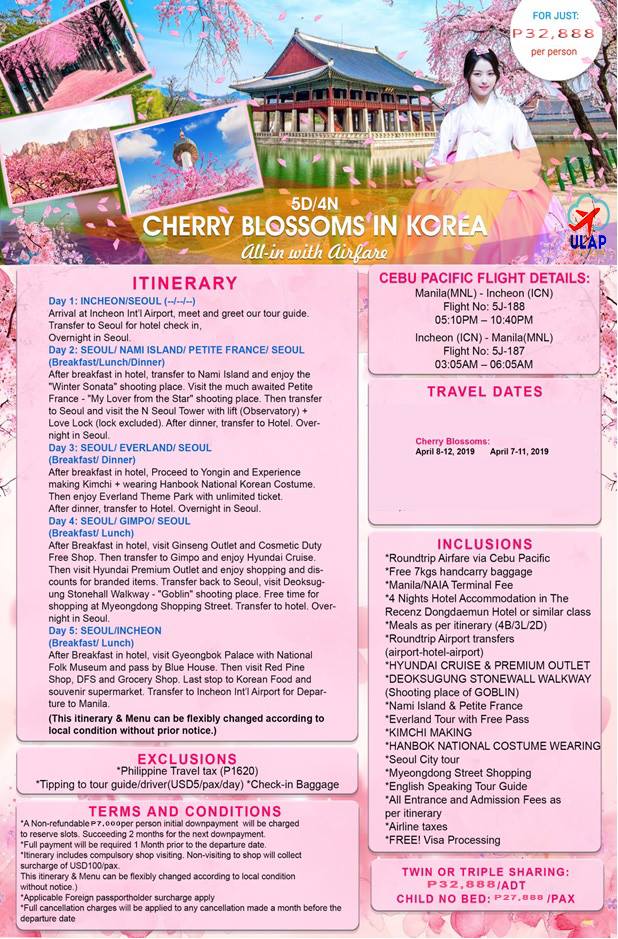 FOR JUST:
P32,888
per person
5D/4N
CHERRY BLOSSOMS IN KOREA
All-in with Airfare
ULAP
ITINERARY
Day 1: INCHEON/SEOUL (--/--/--)
Arrival at Incheon Int'l Airport, meet and greet our tour guide.
Transfer to Seoul for hotel check in,
Overnight in Seoul.
Day 2: SEOUL/ NAMI ISLAND/ PETITE FRANCE/ SEOUL
(Breakfast/Lunch/Dinner)
After breakfast in hotel, transfer to Nami Island and enjoy the
"Winter Sonata" shooting place. Visit the much awaited Petite
France - "My Lover from the Star" shooting place. Then transfer
to Seoul and visit the N Seoul Tower with lift (Observatory) +
Love Lock (lock excluded). After dinner, transfer to Hotel. Over-
night in Seoul.
Day 3: SEOUL/ EVERLAND/ SEOUL
(Breakfast/ Dinner)
After breakfast in hotel, Proceed to Yongin and Experience
making Kimchi + wearing Hanbook National Korean Costume.
Then enjoy Everland Theme Park with unlimited ticket.
After dinner, transfer to Hotel. Overnight in Seoul.
Day 4: SEOUL/ GIMPO/ SEOUL
(Breakfast/ Lunch)
After Breakfast in hotel, visit Ginseng Outlet and Cosmetic Duty
Free Shop. Then transfer to Gimpo and enjoy Hyundai Cruise.
Then visit Hyundai Premium Outlet and enjoy shopping and dis-
counts for branded items. Transfer back to Seoul, visit Deoksug-
ung Stonehall Walkway - "Goblin" shooting place. Free time for
shopping at Myeongdong Shopping Street. Transfer to hotel. Over-
night in Seoul.
Day 5: SEOUL/INCHEON
(Breakfast/ Lunch)
After Breakfast in hotel, visit Gyeongbok Palace with National
Folk Museum and pass by Blue House. Then visit Red Pine
Shop, DFS and Grocery Shop. Last stop to Korean Food and
souvenir supermarket. Transfer to Incheon Int'l Airport for Depar-
ture to Manila.
(This itinerary & Menu can be flexibly changed according to
local condition without prior notice.)
EXCLUSIONS
*Philippine Travel tax (P1620)
*Tipping to tour guide/driver(USD5/pax/day) *Check-in Baggage
TERMS AND CONDITIONS
*A Non-refundable P7,000per person initial downpayment will be charged
to reserve slots. Succeeding 2 months for the next downpayment.
*Full payment will be required 1 Month prior to the departure date.
*Itinerary includes compulsory shop visiting. Non-visiting to shop will collect
surcharge of USD100/pax.
This itinerary & Menu can be flexibly changed according to local condition
without notice.)
*Applicable Foreign passportholder surcharge apply
*Full cancellation charges will be applied to any cancellation made a month before the
departure date
CEBU PACIFIC FLIGHT DETAILS:
Manila(MNL) - Incheon (ICN)
Flight No: 5J-188
05:10PM – 10:40PM
Incheon (ICN) - Manila(MNL)
Flight No: 5J-187
03:05AM – 06:05AM
TRAVEL DATES
Cherry Blossoms:
April 8-12, 2019 April 7-11, 2019
INCLUSIONS
*Roundtrip Airfare via Cebu Pacific
*Free 7kgs handcarry baggage
*Manila/NAIA Terminal Fee
*4 Nights Hotel Accommodation in The
Recenz Dongdaemun Hotel or similar class
*Meals as per itinerary (4B/3L/2D)
*Roundtrip Airport transfers
(airport-hotel-airport)
*HYUNDAI CRUISE & PREMIUM OUTLET
*DEOKSUGUNG STONEWALL WALKWAY
(Shooting place of GOBLIN)
*Nami Island & Petite France
*Everland Tour with Free Pass
*KIMCHI MAKING
*HANBOK NATIONAL COSTUME WEARING
*Seoul City tour
*Myeongdong Street Shopping
*English Speaking Tour Guide
*All Entrance and Admission Fees as
per itinerary
*Airline taxes
*FREE! Visa Processing
TWIN OR TRIPLE SHARING:
P32,888/ADT
CHILD NO BED: P27,888 /PAX